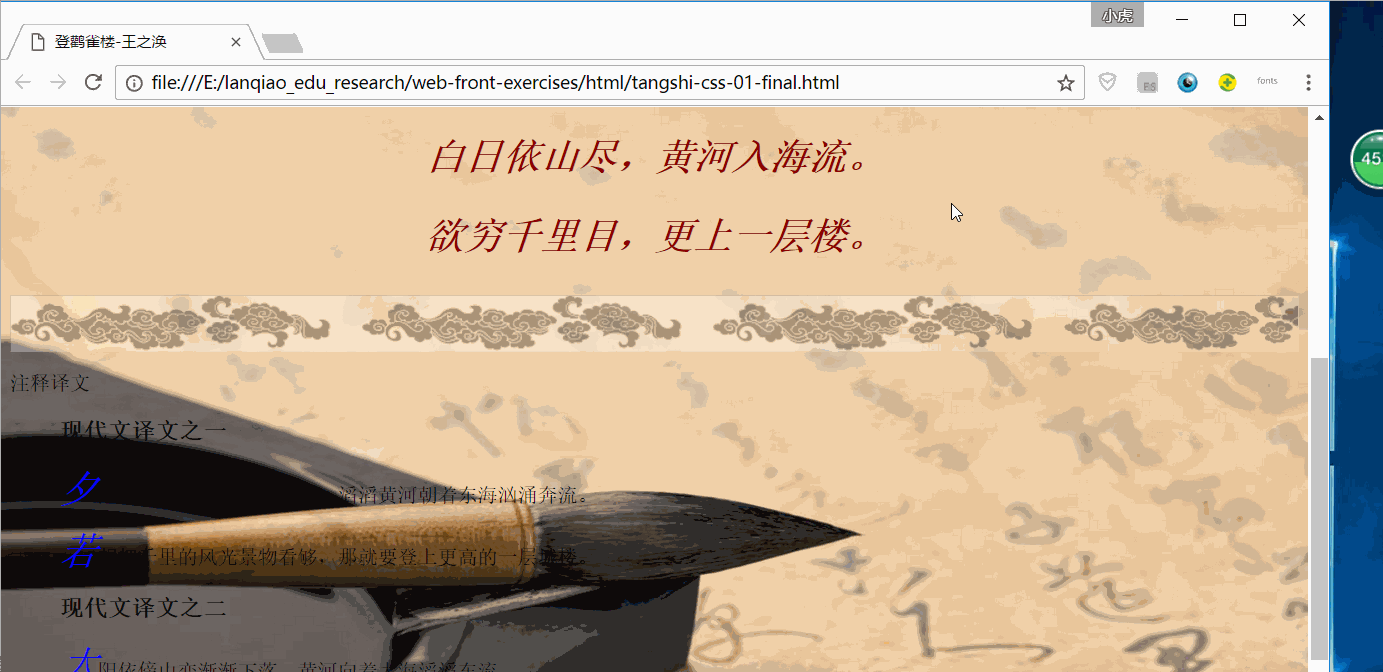 小虎
登鹳雀楼-王之涣
file:///E:/lanqiao_edu_research/web-front-exercises/html/tangshi-css-01-final.html
fonts
45
白日依山尽，黄河入海流。
欲穷千里目，更上一层楼。
注释译文
现代文译文之一
夕 滔滔黄河朝着东海汹涌奔流。
若 千里的风光景物看够，那就要登上更高的一层城楼。
现代文译文之二
太阳依傍山峦渐渐下落，黄河向着大海滔滔东流。